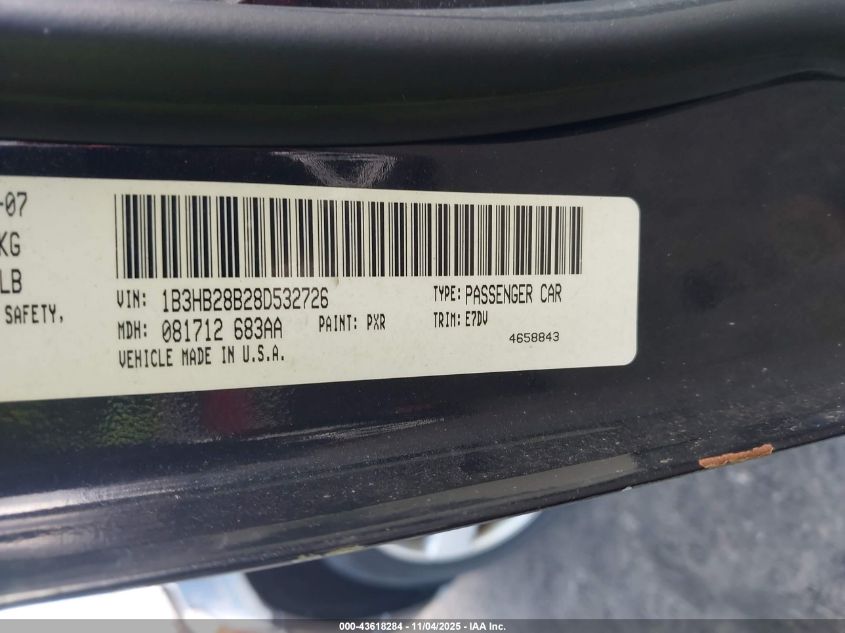 -07
KG
LB
SAFETY,
VIN: 1B3HB28B28D532726 TYPE: PASSENGER CAR
MDH: 081712 683AA PAINT: PXR TRIM: E7DV
4658843
VEHICLE MADE IN U.S.A.
000-43618284 - 11/04/2025 - IAA Inc.